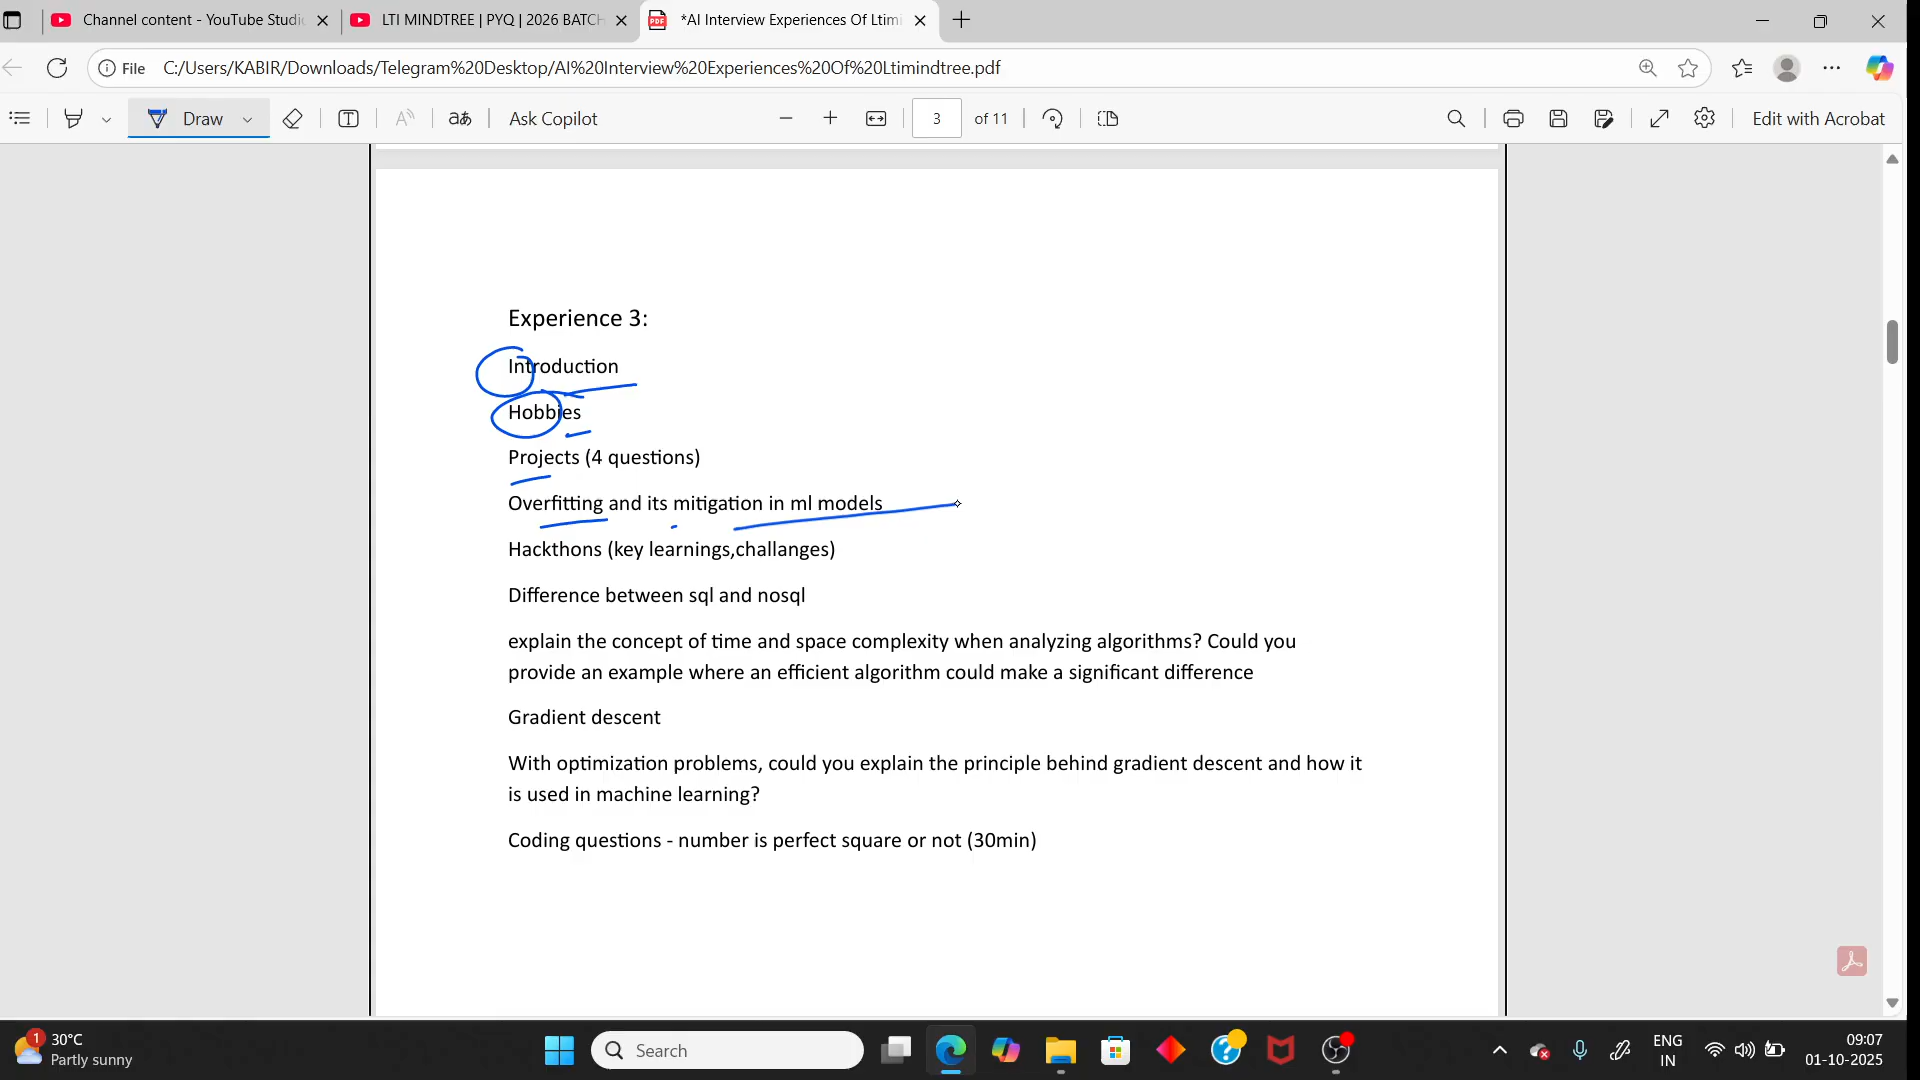 Channel content - YouTube Studi
LTI MINDTREE | PYQ | 2026 BATCH
*AI Interview Experiences Of Ltimi
File
C:/Users/KABIR/Downloads/Telegram%20Desktop/AI%20Interview%20Experiences%20Of%20Ltimindtree.pdf
Draw
aあ
Ask Copilot
3
of 11
Edit with Acrobat
Experience 3:
Introduction
Hobbies
Projects (4 questions)
Overfitting and its mitigation in ml models
Hackthons (key learnings,challanges)
Difference between sql and nosql
explain the concept of time and space complexity when analyzing algorithms? Could you
provide an example where an efficient algorithm could make a significant difference
Gradient descent
With optimization problems, could you explain the principle behind gradient descent and how it
is used in machine learning?
Coding questions - number is perfect square or not (30min)
1
30°C
Partly sunny
Search
ENG
IN
09:07
01-10-2025